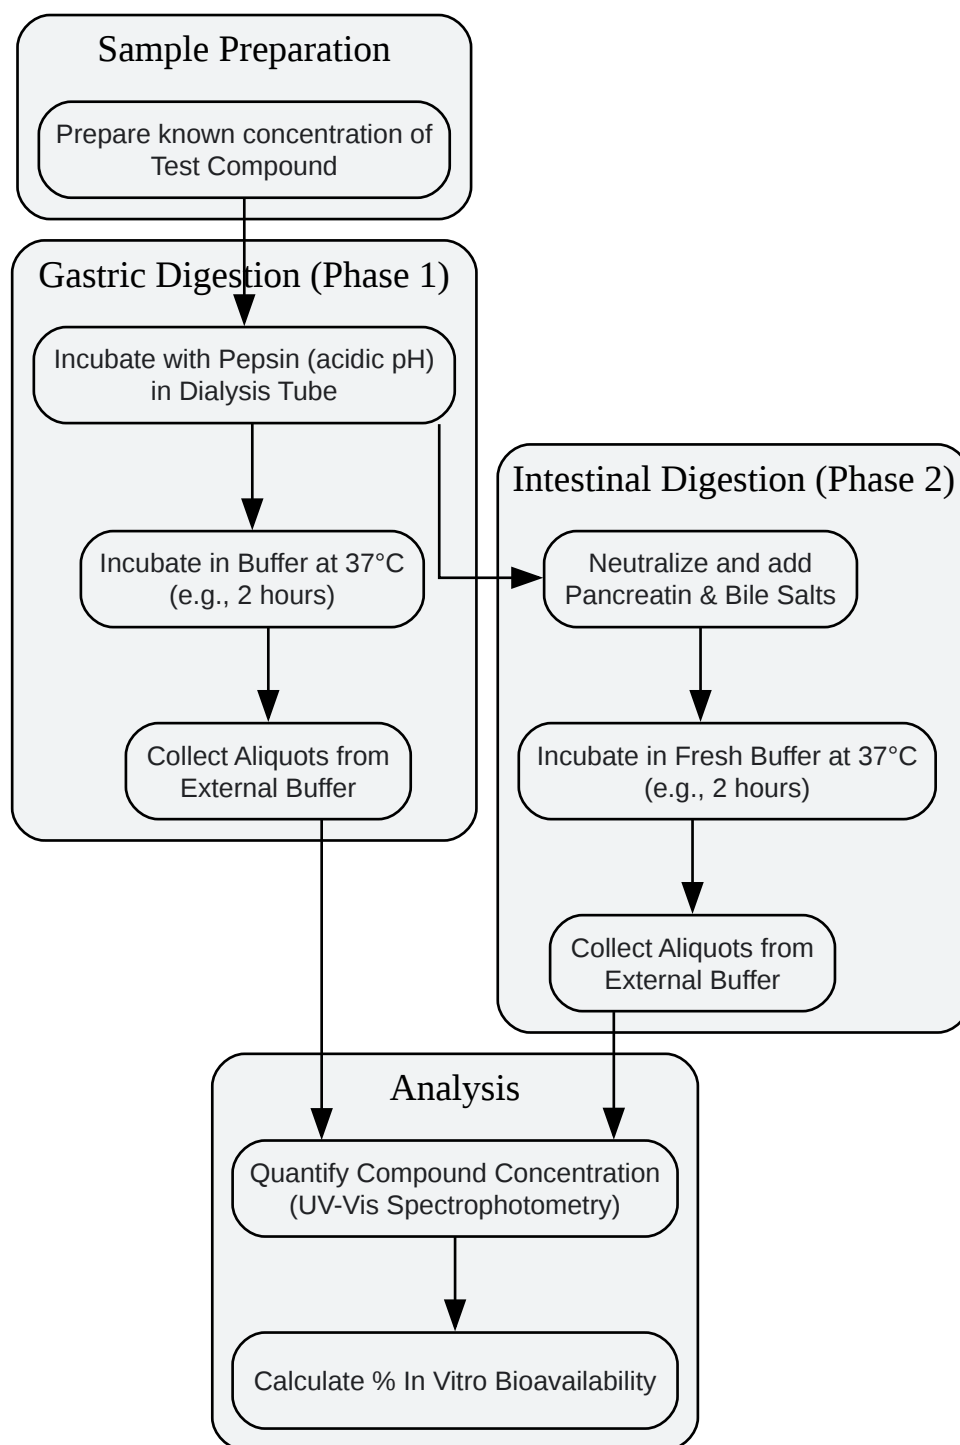 Sample Preparation
Prepare known concentration of
Test Compound
Gastric Digestion (Phase 1)
Incubate with Pepsin (acidic pH)
in Dialysis Tube
Incubate in Buffer at 37°C
(e.g., 2 hours)
Collect Aliquots from
External Buffer
Intestinal Digestion (Phase 2)
Neutralize and add
Pancreatin & Bile Salts
Incubate in Fresh Buffer at 37°C
(e.g., 2 hours)
Collect Aliquots from
External Buffer
Analysis
Quantify Compound Concentration
(UV-Vis Spectrophotometry)
Calculate % In Vitro Bioavailability